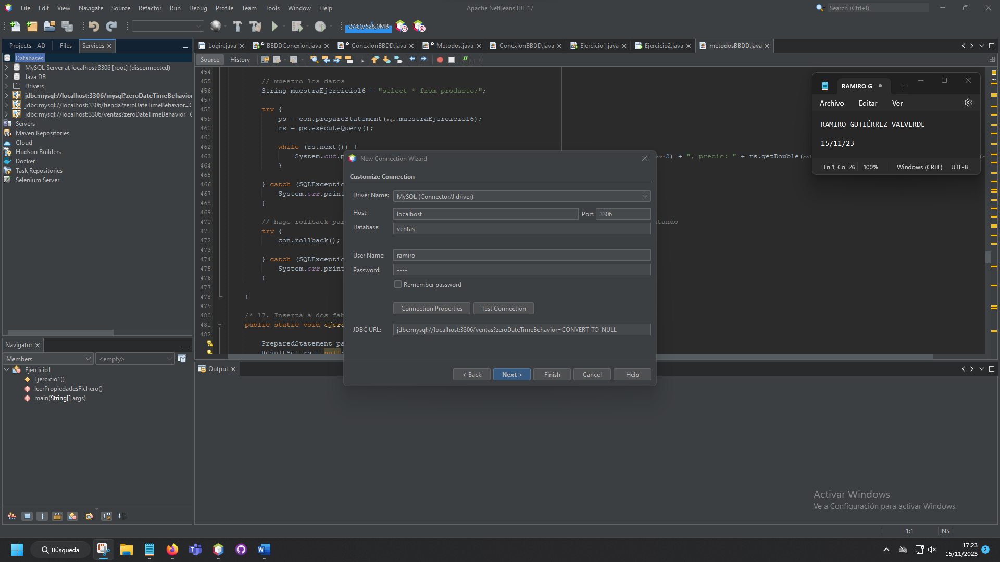 File Edit View Navigate Source Refactor Run Debug Profile Team Tools Window Help
Apache NetBeans IDE 17
Search (Ctrl+I)
274,0/528,0MB
Projects - AD Files Services
Login.java BBDDConexion.java ConexionBBDD.java Metodos.java ConexionBBDD.java Ejercicio1.java Ejercicio2.java metodosBBDD.java
Databases
MySQL Server at localhost:3306 [root] (disconnected)
Java DB
Drivers
jdbc:mysql://localhost:3306/mysql?zeroDateTimeBehavior
jdbc:mysql://localhost:3306/tienda?zeroDateTimeBehavior=C
jdbc:mysql://localhost:3306/ventas?zeroDateTimeBehavior=C
Servers
Maven Repositories
Cloud
Hudson Builders
Docker
Task Repositories
Selenium Server
Source History
454
455 // muestro los datos
456 String muestraEjercicio16 = "select * from producto;";
457
458 try {
459 ps = con.prepareStatement(sql:muestraEjercicio16);
460 rs = ps.executeQuery();
461
462 while (rs.next()) {
463 System.out.p ex:2) + ", precio: " + rs.getDouble(col (c
464 }
465
466 } catch (SQLExceptio
467 System.err.print
468 }
469
470 // hago rollback par tando
471 try {
472 con.rollback();
473
474 } catch (SQLExceptio
475 System.err.print
476 }
477
478 }
479
480 /* 17. Inserta a dos fab
481 public static void ejerc
482
PreparedStatement ps
ResultSet rs = null;
RAMIRO G
Archivo Editar Ver
RAMIRO GUTIÉRREZ VALVERDE
15/11/23
Ln 1, Col 26 100% Windows (CRLF) UTF-8
New Connection Wizard
Customize Connection
Driver Name: MySQL (Connector/J driver)
Host: localhost Port: 3306
Database: ventas
User Name: ramiro
Password: ••••
Remember password
Connection Properties Test Connection
JDBC URL: jdbc:mysql://localhost:3306/ventas?zeroDateTimeBehavior=CONVERT_TO_NULL
< Back Next > Finish Cancel Help
Navigator
Members <empty>
Ejercicio1
Ejercicio1()
leerPropiedadesFichero()
main(String[] args)
Output
Activar Windows
Ve a Configuración para activar Windows.
1:1 INS
Búsqueda
17:23
15/11/2023
2